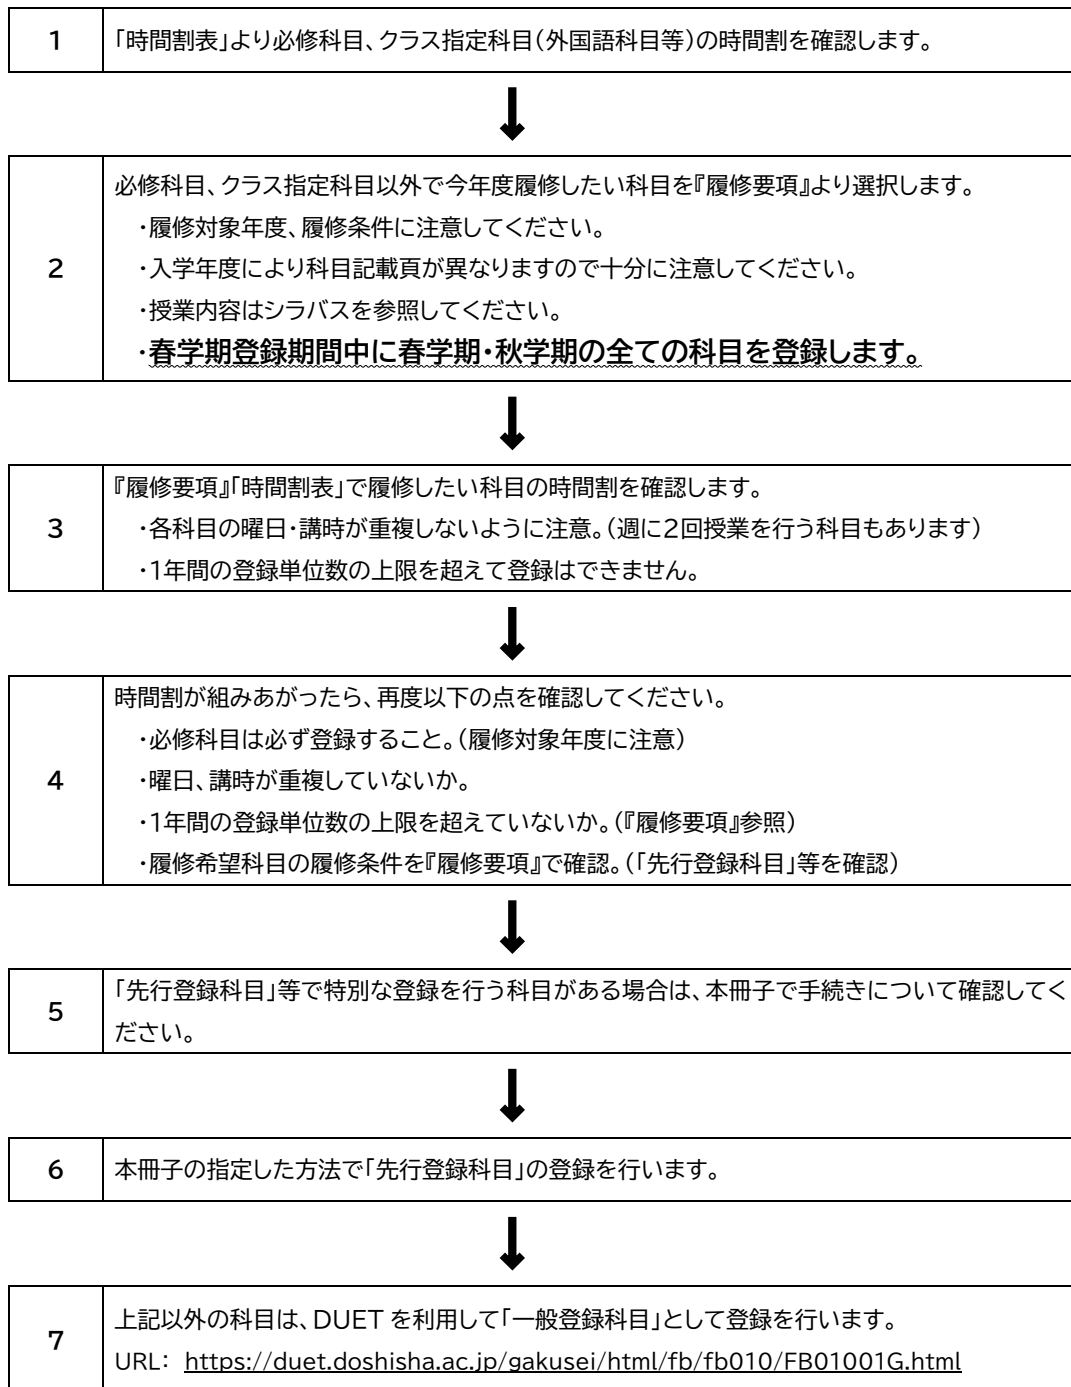 1
「時間割表」より必修科目、クラス指定科目(外国語科目等)の時間割を確認します。
2
必修科目、クラス指定科目以外で今年度履修したい科目を『履修要項』より選択します。
・履修対象年度、履修条件に注意してください。
・入学年度により科目記載頁が異なりますので十分に注意してください。
・授業内容はシラバスを参照してください。
・春学期登録期間中に春学期・秋学期の全ての科目を登録します。
3
『履修要項』「時間割表」で履修したい科目の時間割を確認します。
・各科目の曜日・講時が重複しないように注意。(週に2回授業を行う科目もあります)
・1年間の登録単位数の上限を超えて登録はできません。
4
時間割が組みあがったら、再度以下の点を確認してください。
・必修科目は必ず登録すること。(履修対象年度に注意)
・曜日、講時が重複していないか。
・1年間の登録単位数の上限を超えていないか。(『履修要項』参照)
・履修希望科目の履修条件を『履修要項』で確認。(「先行登録科目」等を確認)
5
「先行登録科目」等で特別な登録を行う科目がある場合は、本冊子で手続きについて確認してく
ださい。
6
本冊子の指定した方法で「先行登録科目」の登録を行います。
7
上記以外の科目は、DUET を利用して「一般登録科目」として登録を行います。
URL: https://duet.doshisha.ac.jp/gakusei/html/fb/fb010/FB01001G.html